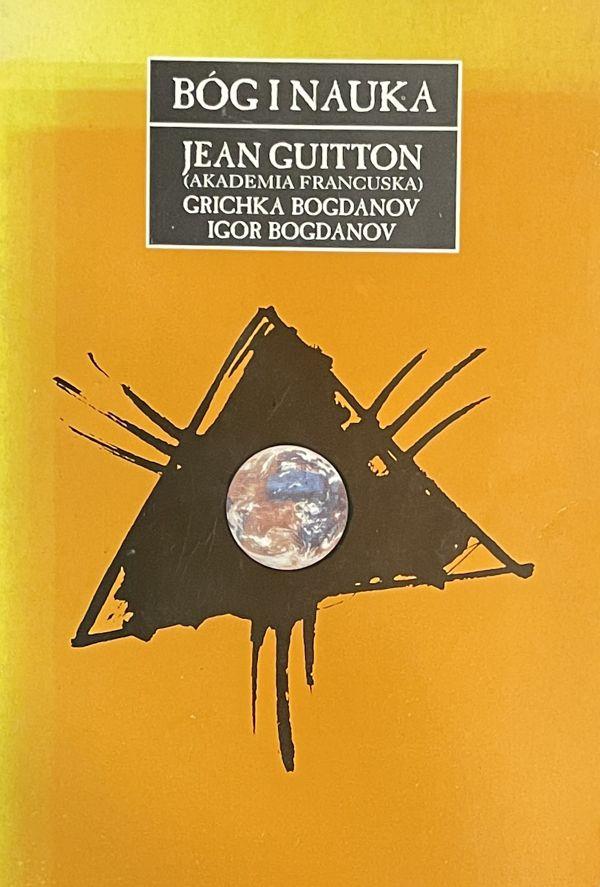 BÓG I NAUKA
JEAN GUITTON
(AKADEMIA FRANCUSKA)
GRICHKA BOGDANOV
IGOR BOGDANOV